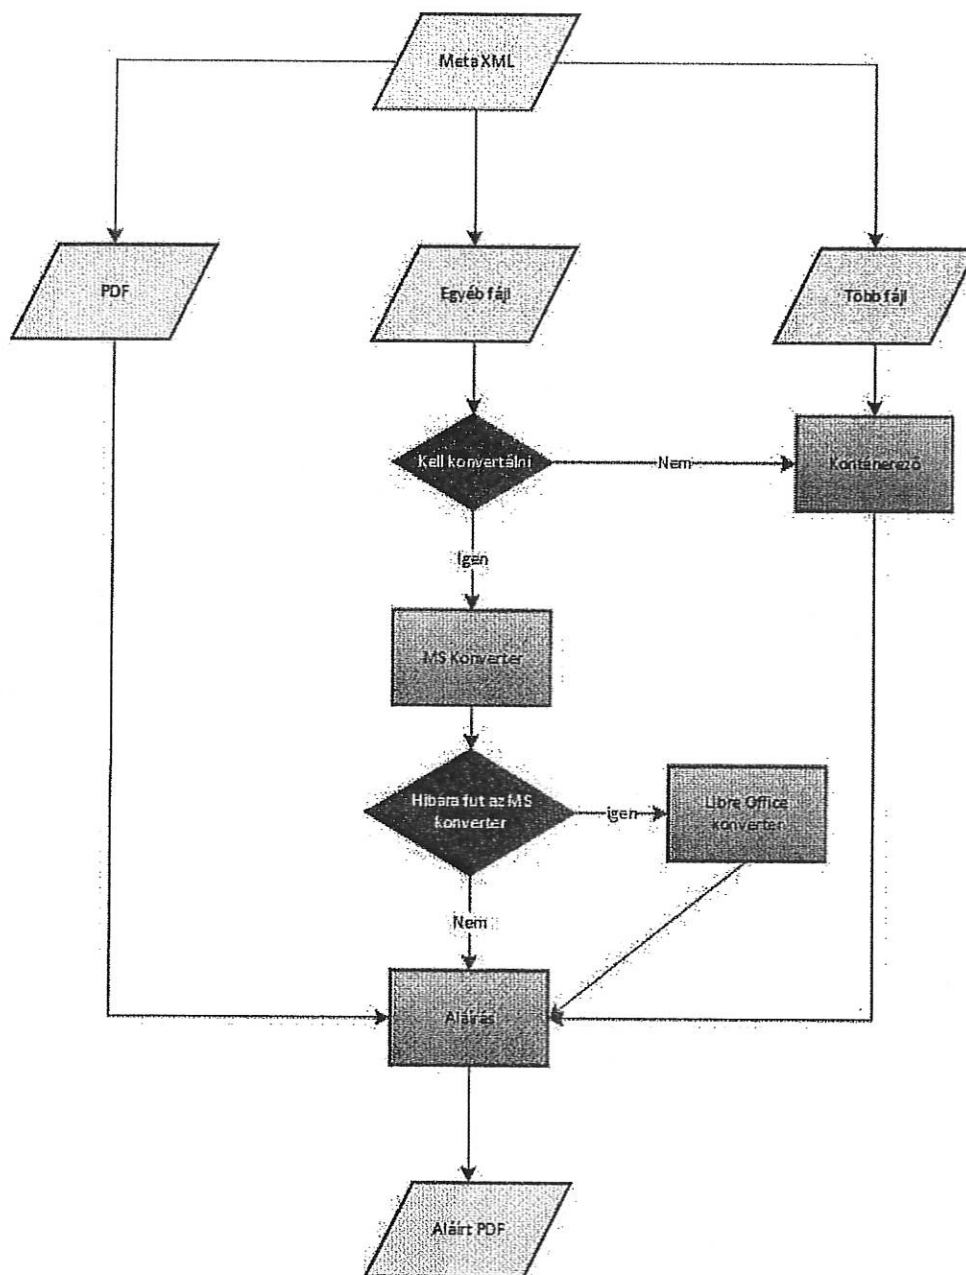 Meta XML
PDF
Egyéb fájl
Több fájl
Kell konvertálni
Nem
Konténerező
Igen
MS Konverter
Hibára fut az MS
konverter
igen
Libre Office
konverter
Nem
Aláírás
Aláírt PDF